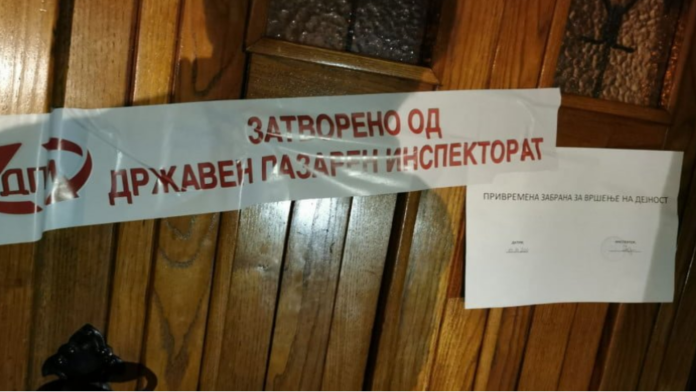 ЗАТВОРЕНО ОД
ДРЖАВЕН ПАЗАРЕН ИНСПЕКТОРАТ
ПРИВРЕМЕНА ЗАБРАНА ЗА ВРШЕЊЕ НА ДЕЈНОСТ